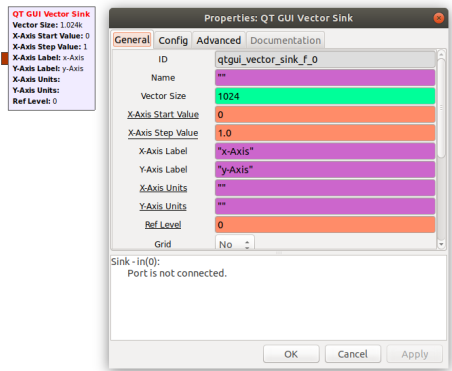 QT GUI Vector Sink
Vector Size: 1.024k
X-Axis Start Value: 0
X-Axis Step Value: 1
X-Axis Label: x-Axis
Y-Axis Label: y-Axis
X-Axis Units:
Y-Axis Units:
Ref Level: 0
Properties: QT GUI Vector Sink
General Config Advanced Documentation
ID qtgui_vector_sink_f_0
Name ""
Vector Size 1024
X-Axis Start Value 0
X-Axis Step Value 1.0
X-Axis Label "x-Axis"
Y-Axis Label "y-Axis"
X-Axis Units ""
Y-Axis Units ""
Ref Level 0
Grid No
Sink - in(0):
Port is not connected.
OK Cancel Apply